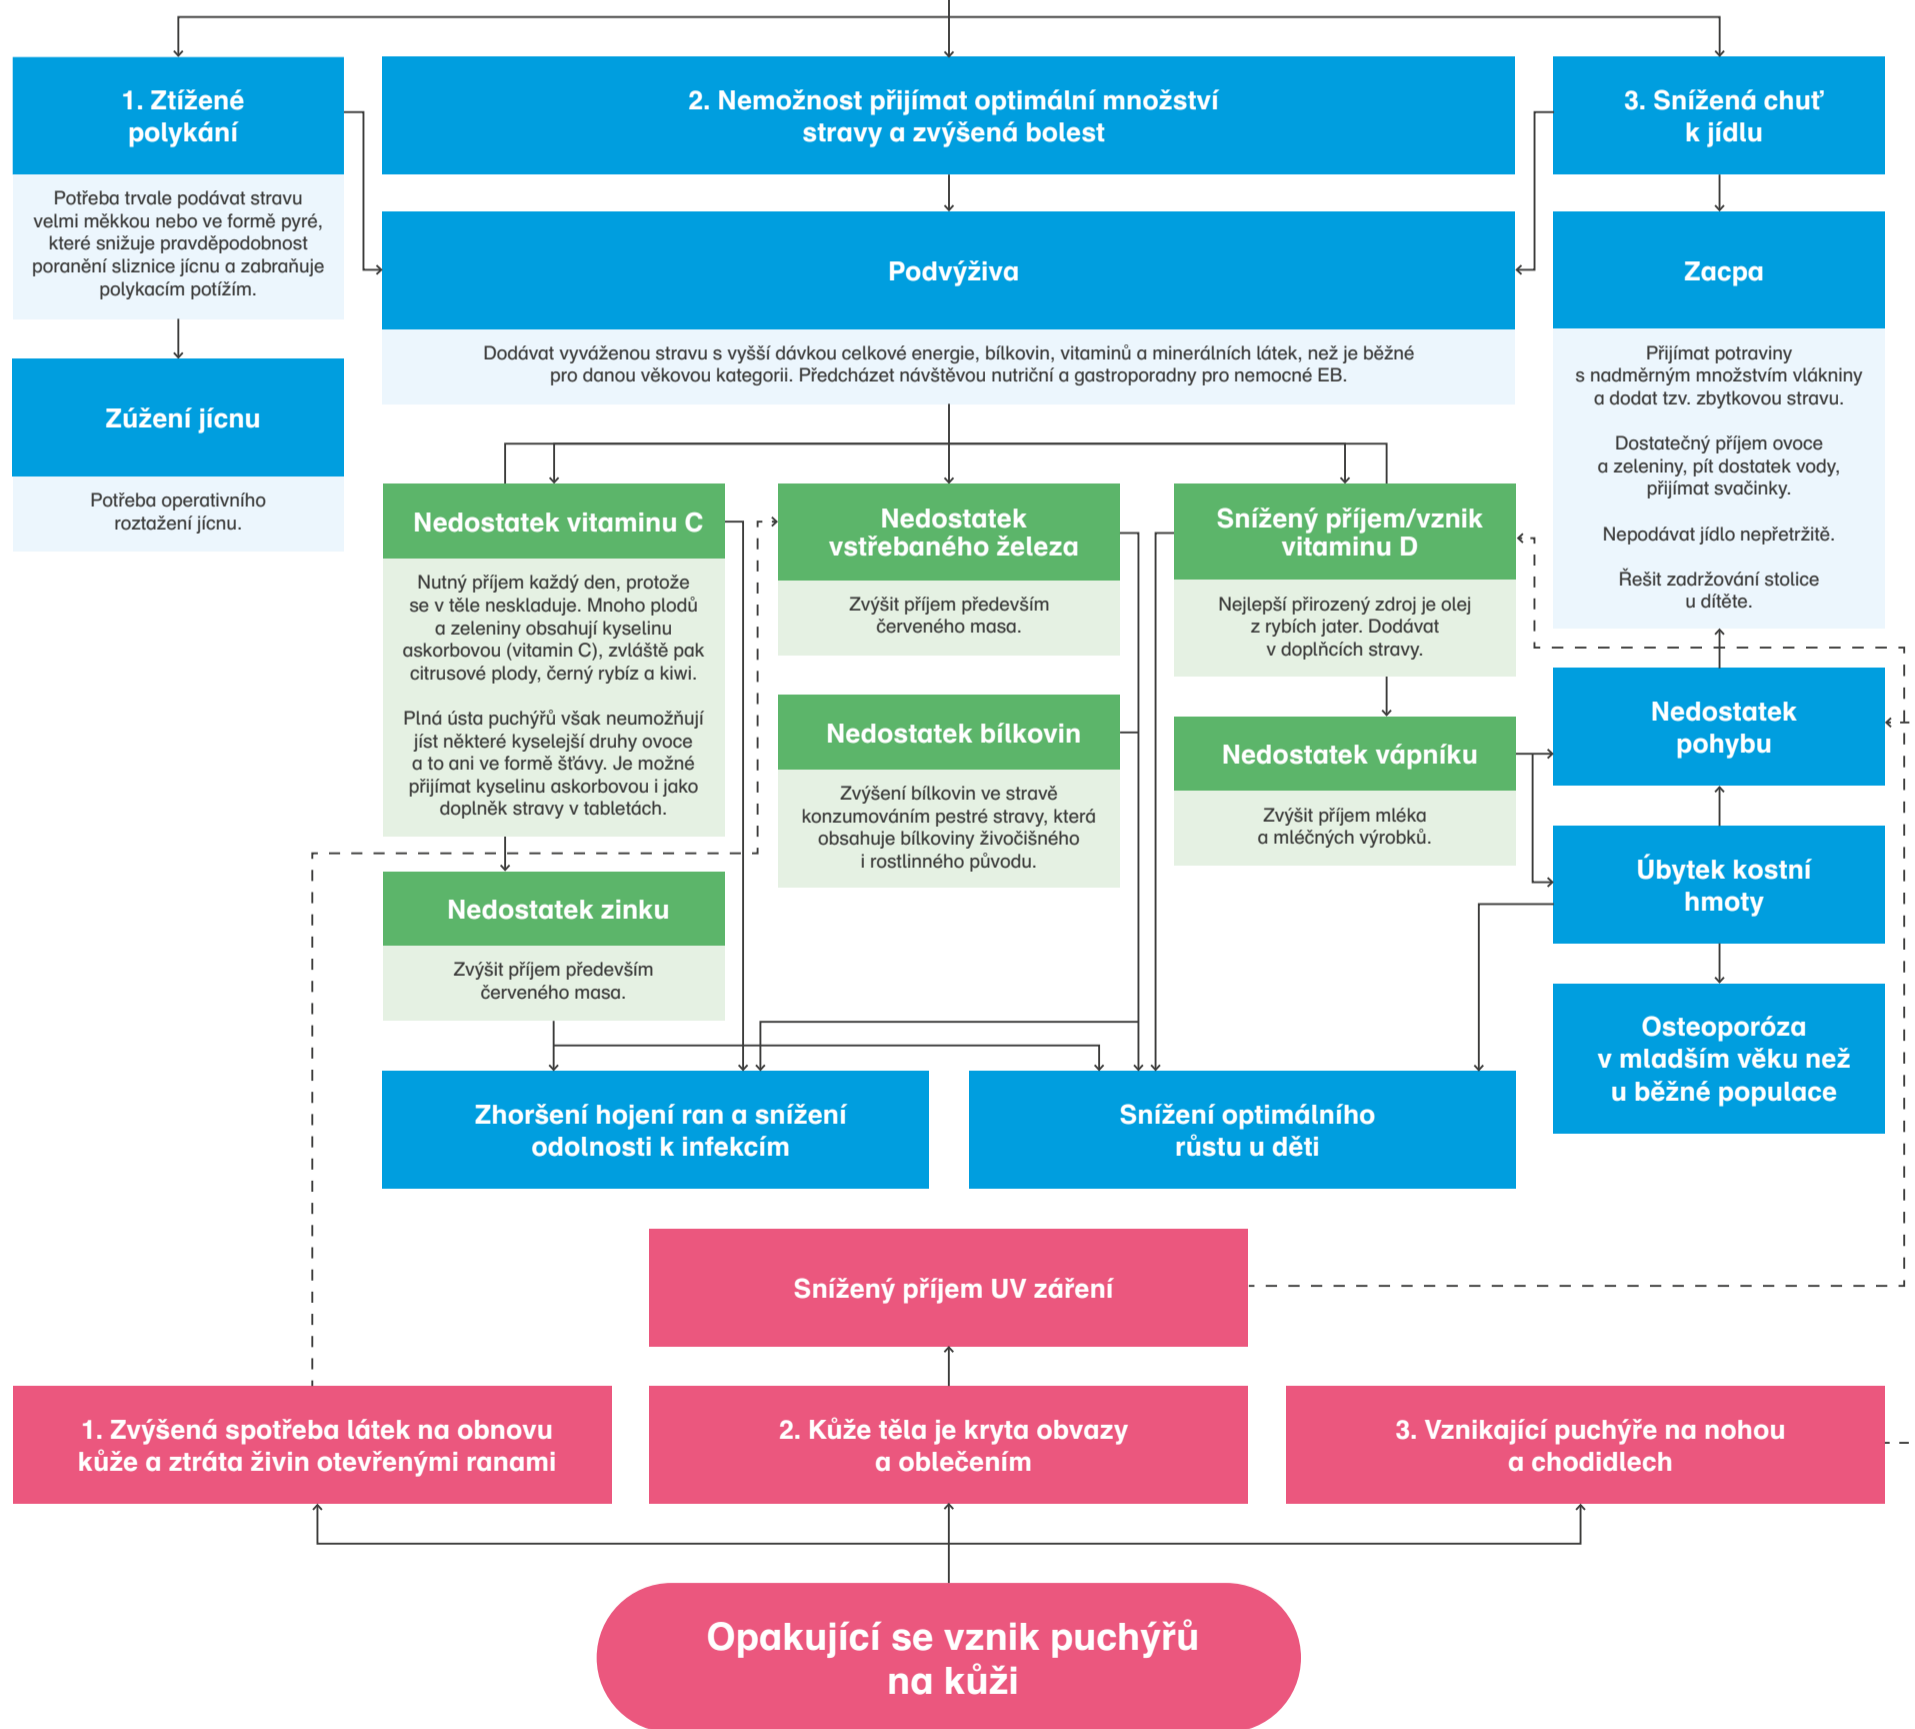 1. Ztížené
polykání
Potřeba trvale podávat stravu
velmi měkkou nebo ve formě pyré,
které snižuje pravděpodobnost
poranění sliznice jícnu a zabraňuje
polykacím potížím.
Zúžení jícnu
Potřeba operativního
roztažení jícnu.
2. Nemožnost přijímat optimální množství
stravy a zvýšená bolest
Podvýživa
Dodávat vyváženou stravu s vyšší dávkou celkové energie, bílkovin, vitaminů a minerálních látek, než je běžné
pro danou věkovou kategorii. Předcházet návštěvou nutriční a gastroporadny pro nemocné EB.
3. Snížená chuť
k jídlu
Zacpa
Přijímat potraviny
s nadměrným množstvím vlákniny
a dodat tzv. zbytkovou stravu.
Dostatečný příjem ovoce
a zeleniny, pít dostatek vody,
přijímat svačinky.
Nepodávat jídlo nepřetržitě.
Řešit zadržování stolice
u dítěte.
Nedostatek vitaminu C
Nutný příjem každý den, protože
se v těle neskladuje. Mnoho plodů
a zeleniny obsahují kyselinu
askorbovou (vitamin C), zvláště pak
citrusové plody, černý rybíz a kiwi.
Plná ústa puchýřů však neumožňují
jíst některé kyselejší druhy ovoce
a to ani ve formě šťávy. Je možné
přijímat kyselinu askorbovou i jako
doplněk stravy v tabletách.
Nedostatek zinku
Zvýšit příjem především
červeného masa.
Nedostatek
vstřebaného železa
Zvýšit příjem především
červeného masa.
Nedostatek bílkovin
Zvýšení bílkovin ve stravě
konzumováním pestré stravy, která
obsahuje bílkoviny živočišného
i rostlinného původu.
Snížený příjem/vznik
vitaminu D
Nejlepší přirozený zdroj je olej
z rybích jater. Dodávat
v doplňcích stravy.
Nedostatek vápníku
Zvýšit příjem mléka
a mléčných výrobků.
Nedostatek
pohybu
Úbytek kostní
hmoty
Osteoporóza
v mladším věku než
u běžné populace
Zhoršení hojení ran a snížení
odolnosti k infekcím
Snížení optimálního
růstu u děti
Snížený příjem UV záření
1. Zvýšená spotřeba látek na obnovu
kůže a ztráta živin otevřenými ranami
2. Kůže těla je kryta obvazy
a oblečením
3. Vznikající puchýře na nohou
a chodidlech
Opakující se vznik puchýřů
na kůži